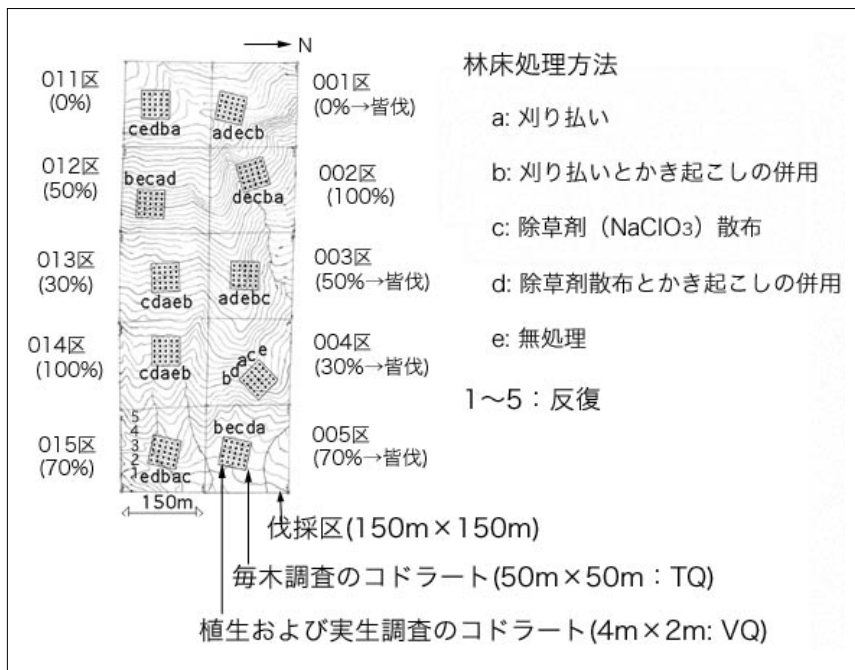 N
011区
(0%)
cedba
001区
(0%→皆伐)
adecb
012区
(50%)
becad
002区
(100%)
decba
013区
(30%)
cdaeb
003区
(50%→皆伐)
adebc
014区
(100%)
cdaeb
004区
(30%→皆伐)
bdace
015区
(70%)
5
4
3
2
1
edbac
005区
(70%→皆伐)
becda
150m
林床処理方法
a: 刈り払い
b: 刈り払いとかき起こしの併用
c: 除草剤（NaClO3）散布
d: 除草剤散布とかき起こしの併用
e: 無処理
1〜5：反復
伐採区(150m×150m)
毎木調査のコドラート(50m×50m：TQ)
植生および実生調査のコドラート(4m×2m: VQ)